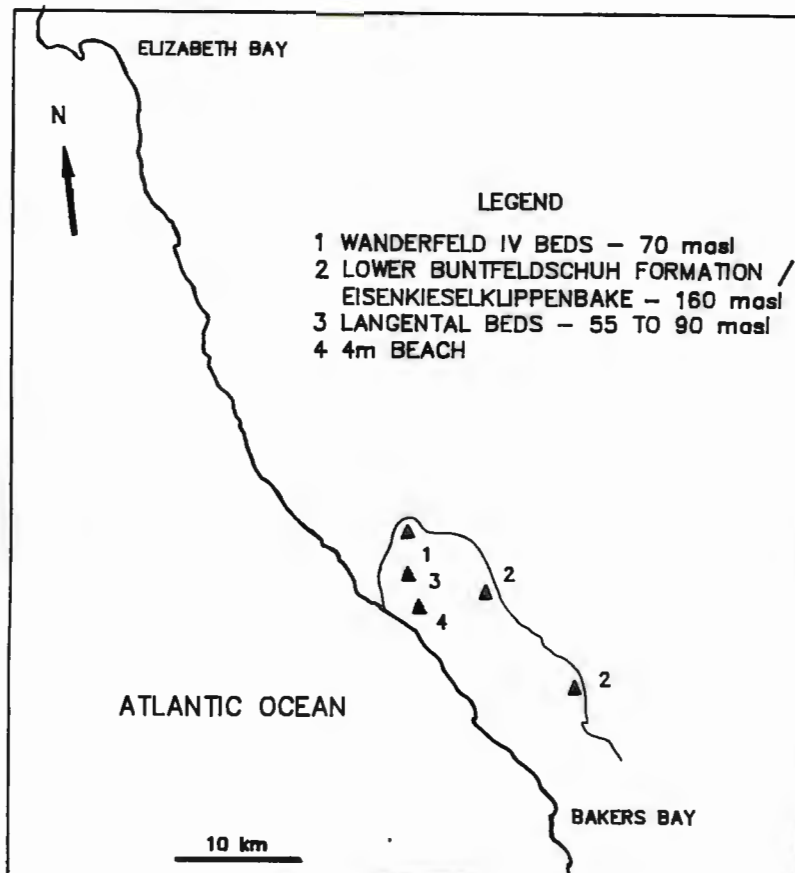 ELIZABETH BAY
N
LEGEND
1 WANDERFELD IV BEDS – 70 masl
2 LOWER BUNTFELDSCHUH FORMATION /
EISENKIESELKLIPPENBAKE – 160 masl
3 LANGENTAL BEDS – 55 TO 90 masl
4 4m BEACH
1
3
2
4
2
ATLANTIC OCEAN
BAKERS BAY
10 km